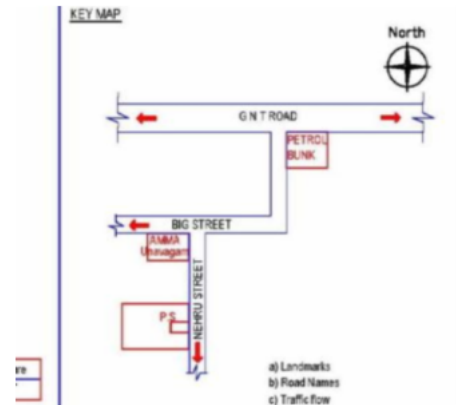 KEY MAP
North
G N T ROAD
PETROL
BUNK
BIG STREET
AMMA
Unavagam
NEHRU STREET
P.S
a) Landmarks
b) Road Names
c) Traffic flow